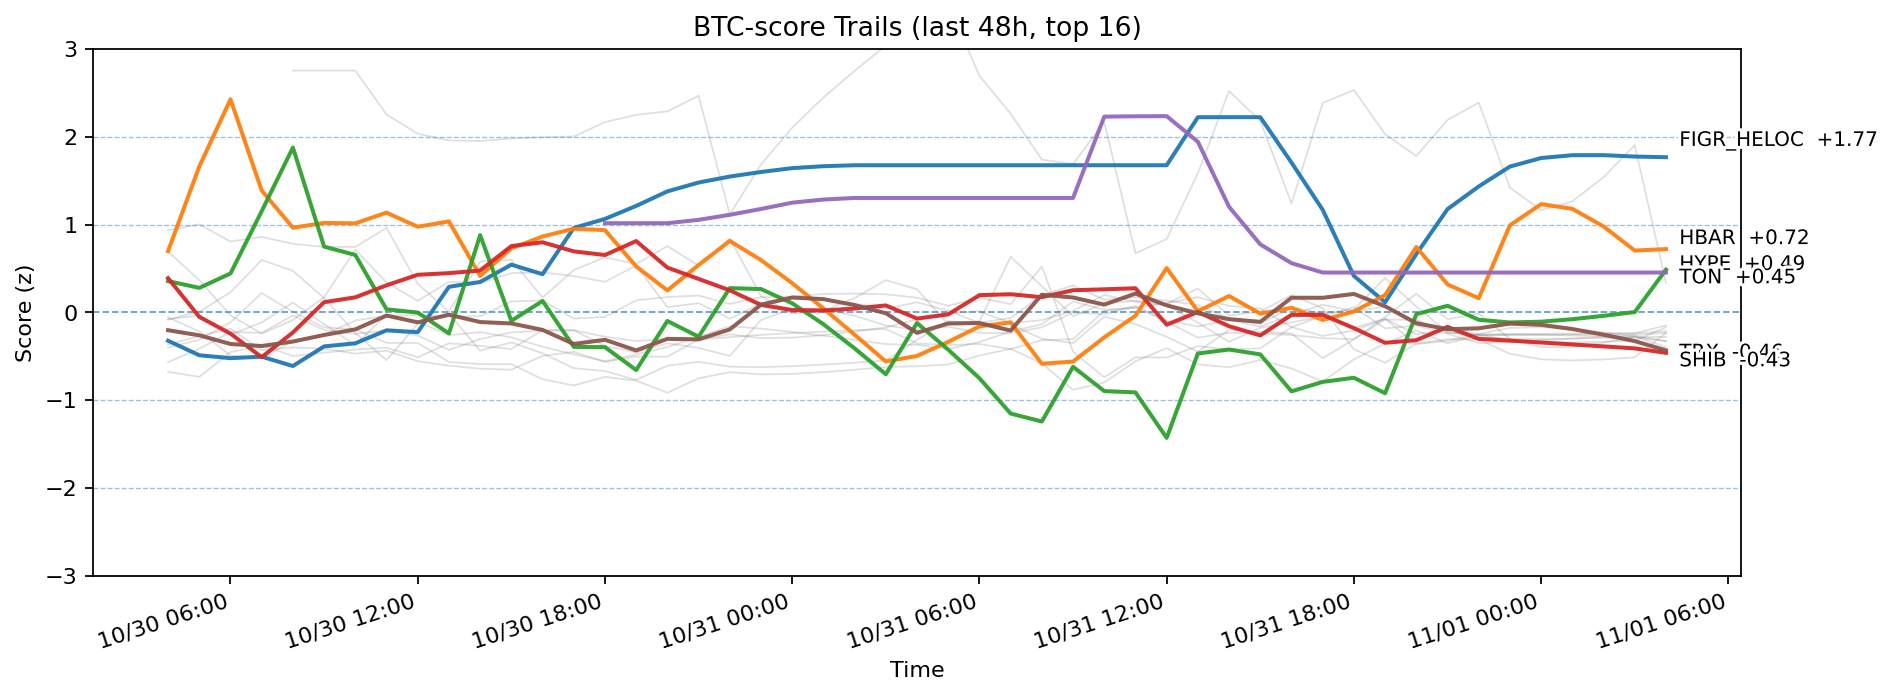 BTC-score Trails (last 48h, top 16)
Score (z)
3
2
1
0
−1
−2
−3
FIGR_HELOC +1.77
HBAR +0.72
HYPE +0.49
TON +0.45
SHIB -0.43
10/30 06:00
10/30 12:00
10/30 18:00
10/31 00:00
10/31 06:00
10/31 12:00
10/31 18:00
11/01 00:00
11/01 06:00
Time